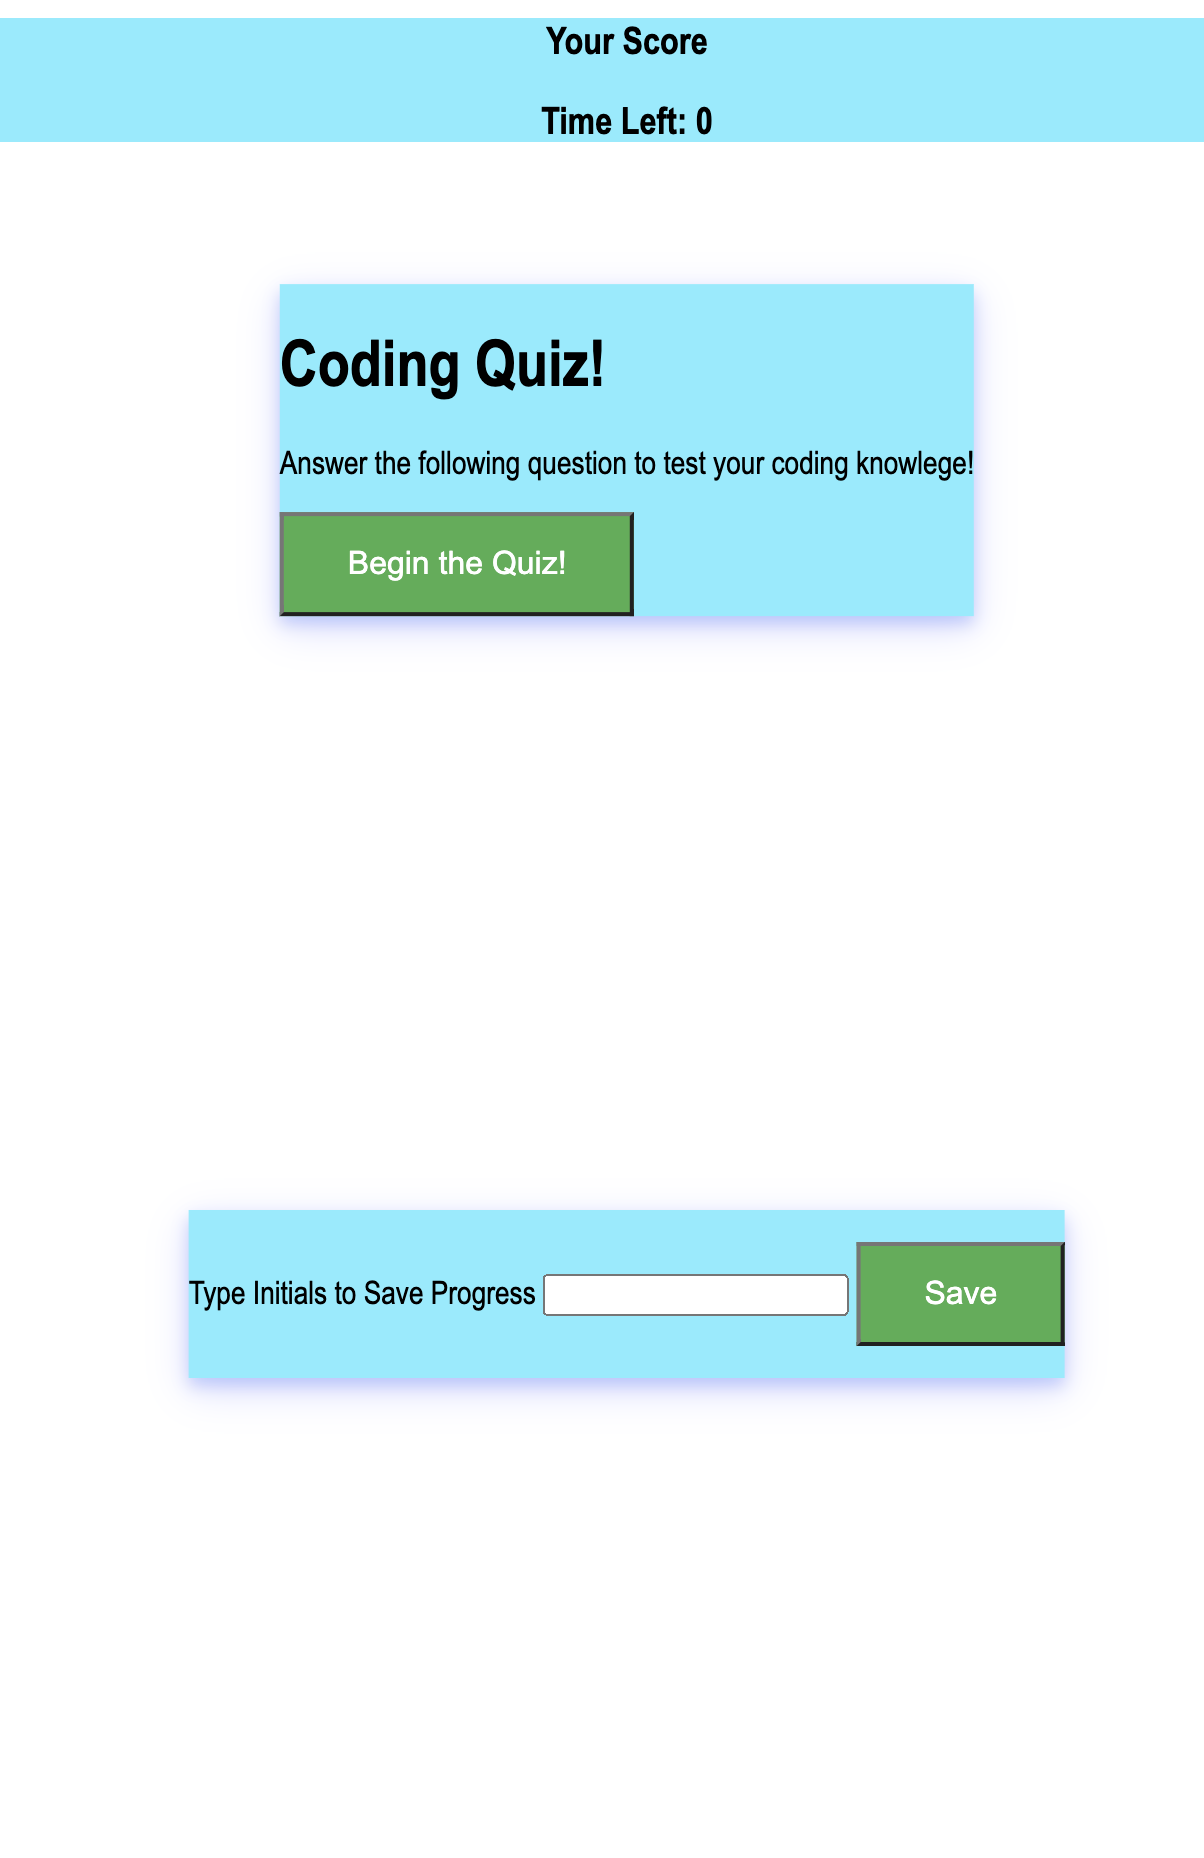 Your Score
Time Left: 0
Coding Quiz!
Answer the following question to test your coding knowlege!
Begin the Quiz!
Type Initials to Save Progress Save